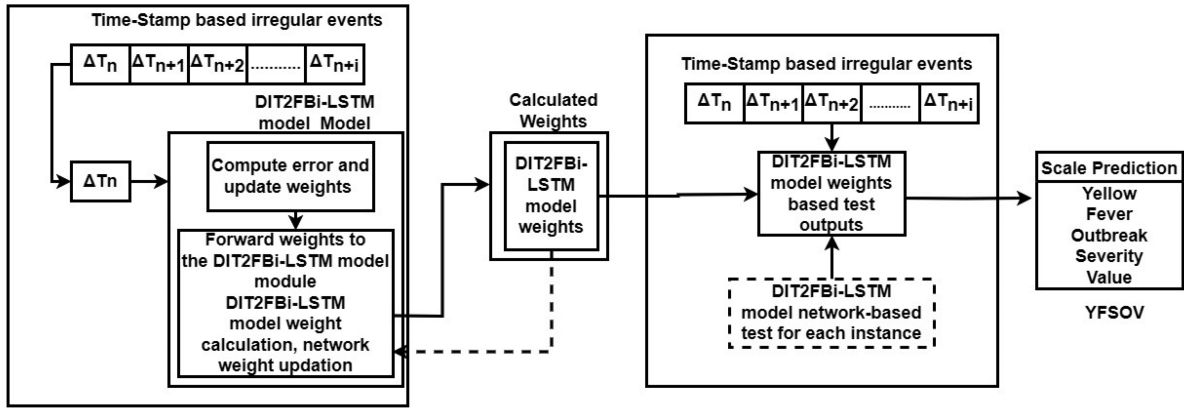 Time-Stamp based irregular events
ΔTn ΔTn+1 ΔTn+2 ........... ΔTn+i
DIT2FBi-LSTM
model Model
ΔTn
Compute error and
update weights
Forward weights to
the DIT2FBi-LSTM model
module
DIT2FBi-LSTM
model weight
calculation, network
weight updation
Calculated
Weights
DIT2FBi-
LSTM
model
weights
Time-Stamp based irregular events
ΔTn ΔTn+1 ΔTn+2 ........... ΔTn+i
DIT2FBi-LSTM
model weights
based test
outputs
DIT2FBi-LSTM
model network-based
test for each instance
Scale Prediction
Yellow
Fever
Outbreak
Severity
Value
YFSOV